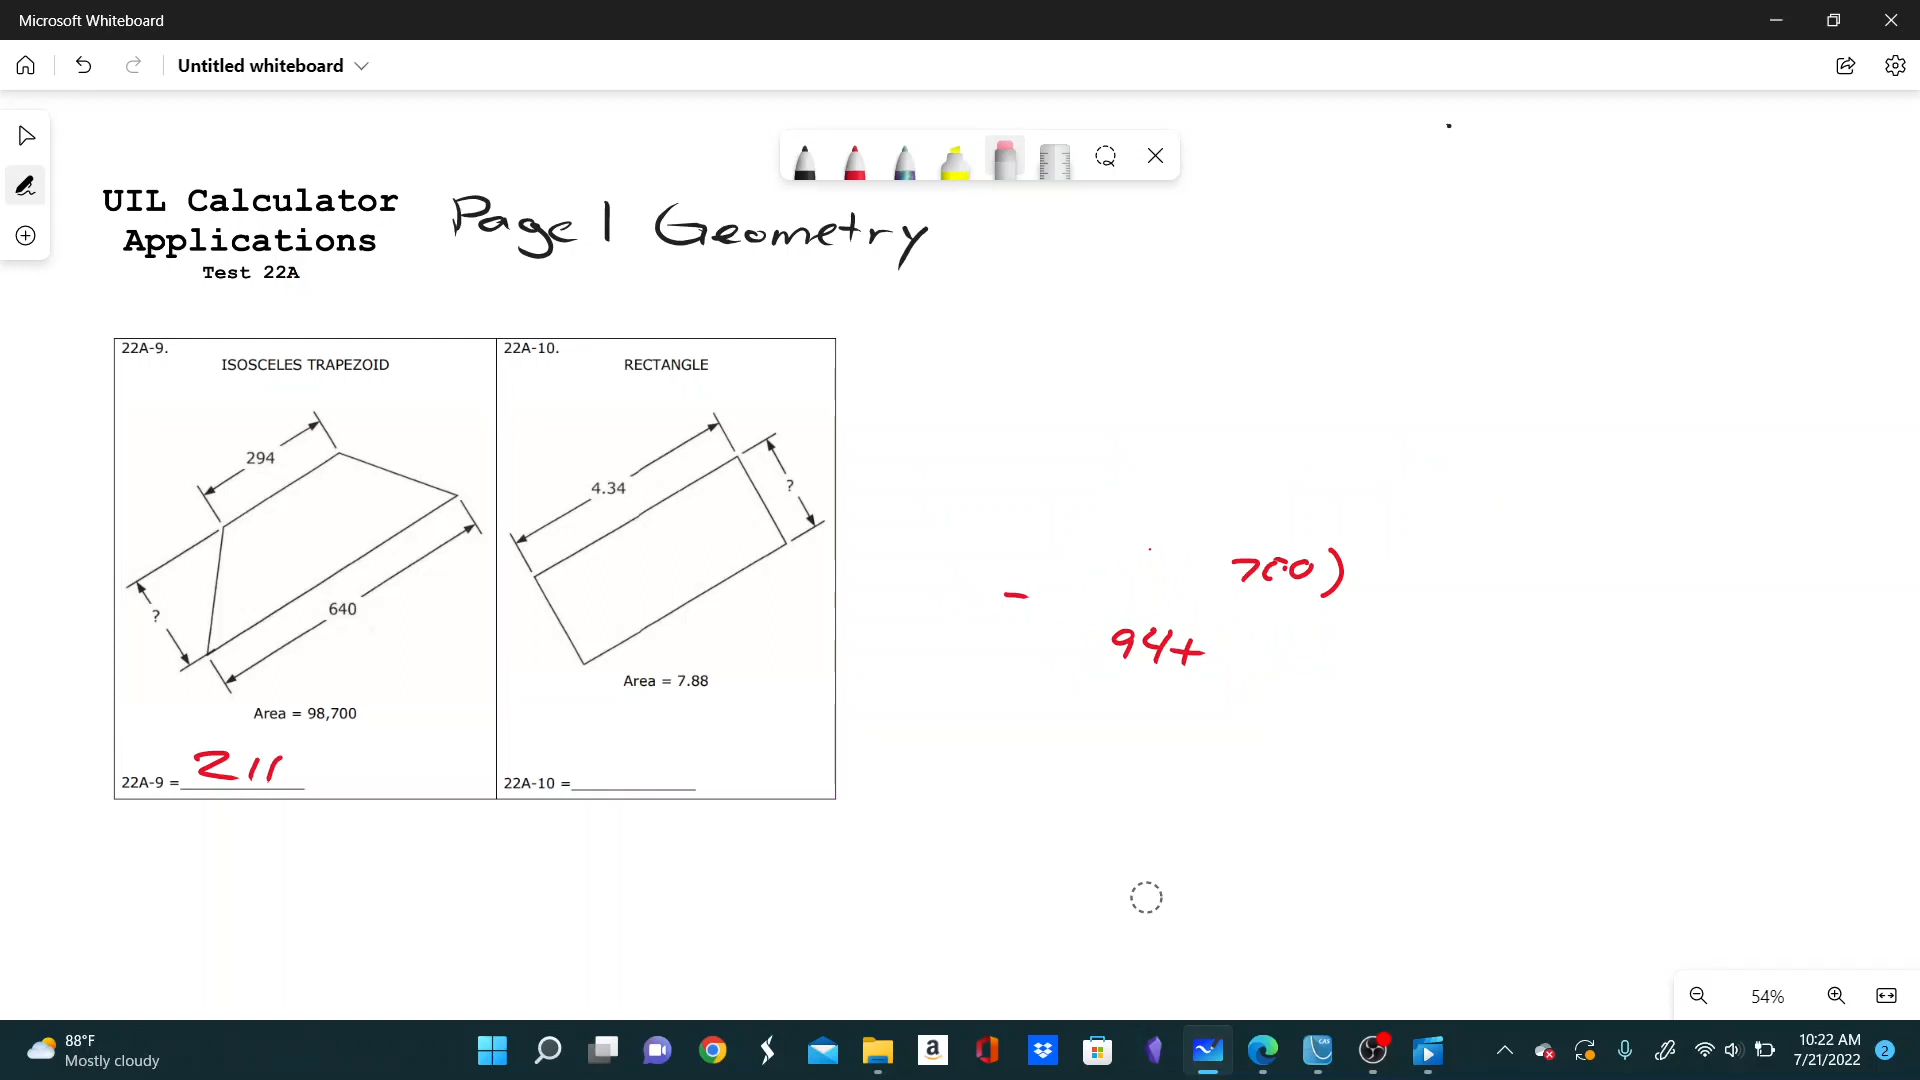 Microsoft Whiteboard
Untitled whiteboard
UIL Calculator
Applications
Test 22A
Page 1 Geometry
22A-9.
ISOSCELES TRAPEZOID
294
?
640
Area = 98,700
22A-9 = 211
22A-10.
RECTANGLE
4.34
?
Area = 7.88
22A-10 =
94+
54%
88°F
Mostly cloudy
CAS
10:22 AM
7/21/2022
2